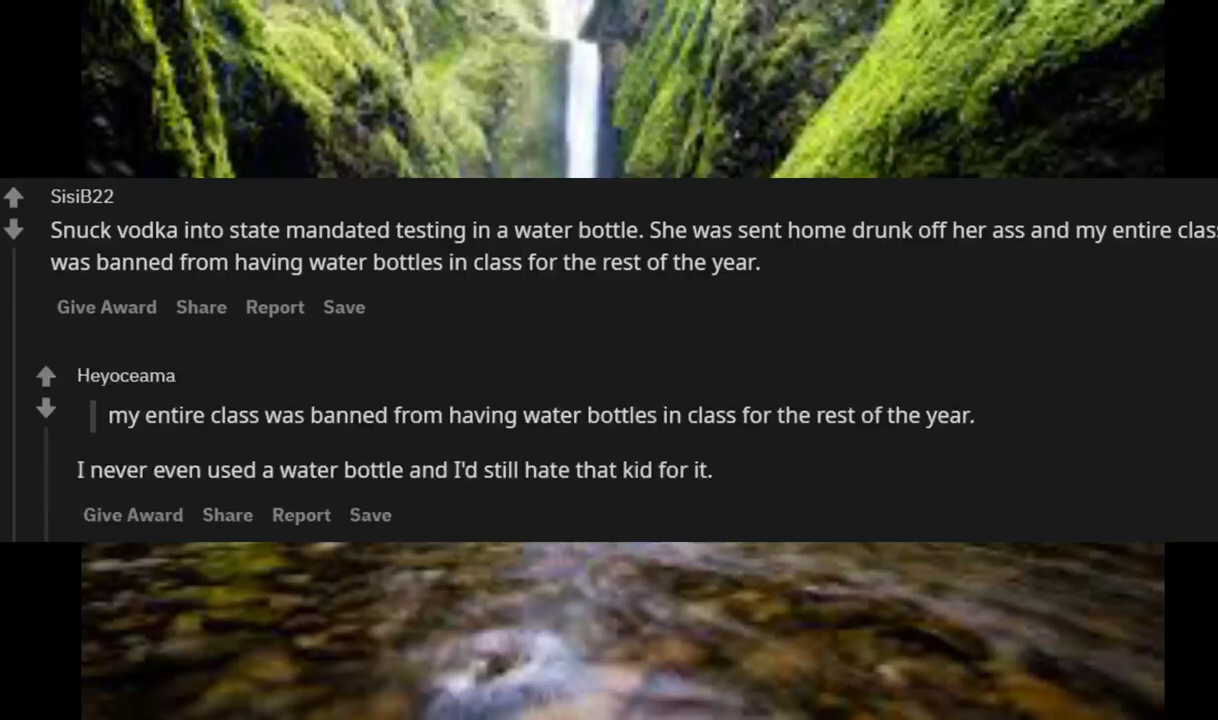 SisiB22
Snuck vodka into state mandated testing in a water bottle. She was sent home drunk off her ass and my entire clas
was banned from having water bottles in class for the rest of the year.
Give Award Share Report Save
Heyoceama
my entire class was banned from having water bottles in class for the rest of the year.
I never even used a water bottle and I'd still hate that kid for it.
Give Award Share Report Save